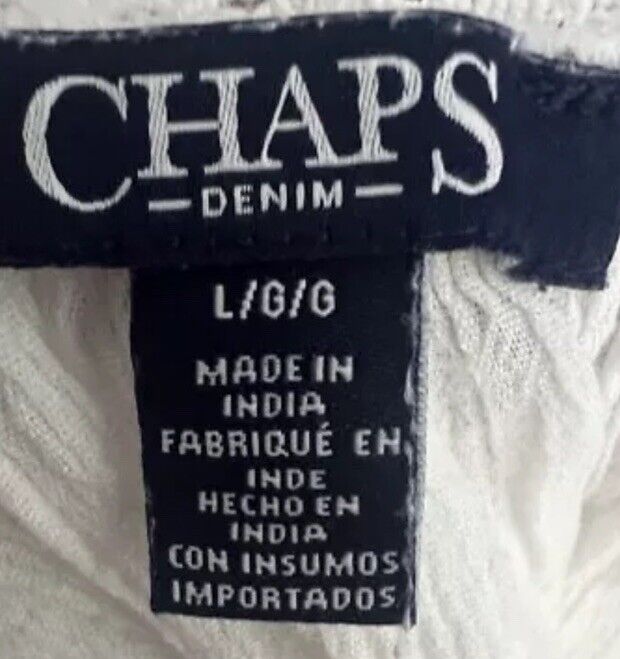 CHAPS
DENIM
L/G/G
MADE IN
INDIA
FABRIQUÉ EN
INDE
HECHO EN
INDIA
CON INSUMOS
IMPORTADOS